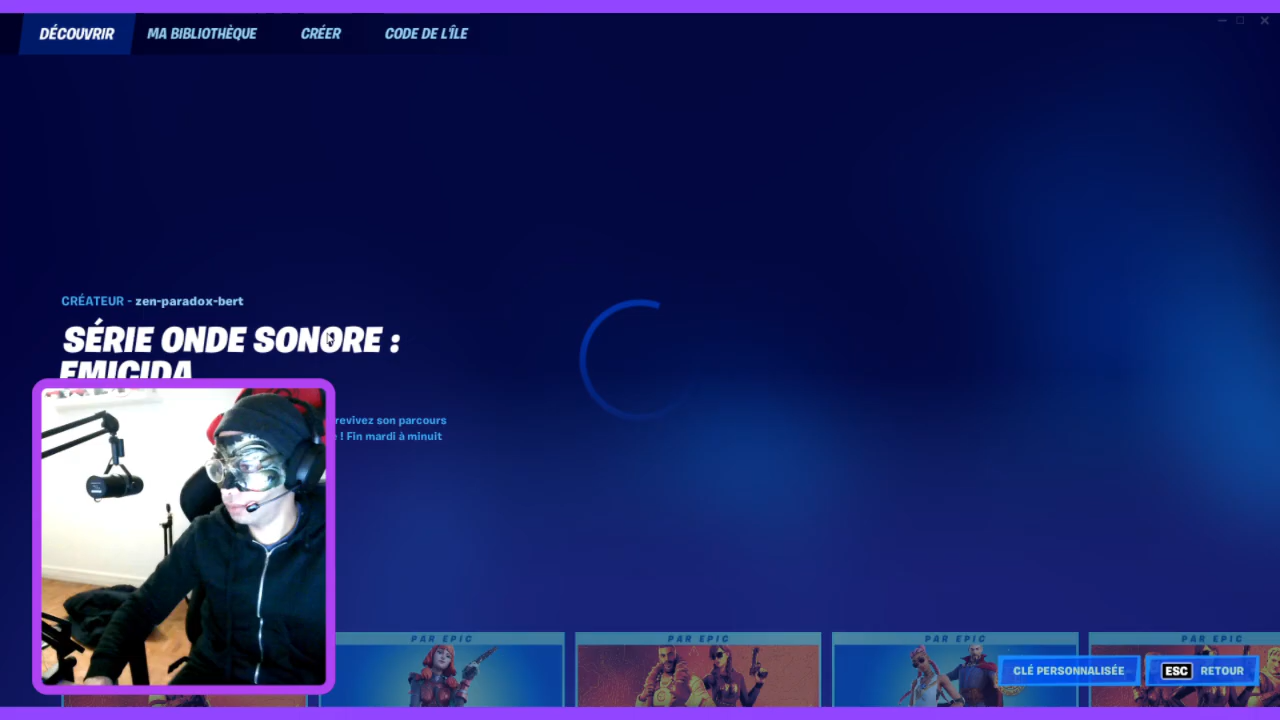 DÉCOUVRIR MA BIBLIOTHÈQUE CRÉER CODE DE L'ÎLE
CRÉATEUR - zen-paradox-bert
SÉRIE ONDE SONORE :
EMICIDA
revivez son parcours
! Fin mardi à minuit
PAR EPIC PAR EPIC PAR EPIC PAR EPIC
CLÉ PERSONNALISÉE ESC RETOUR